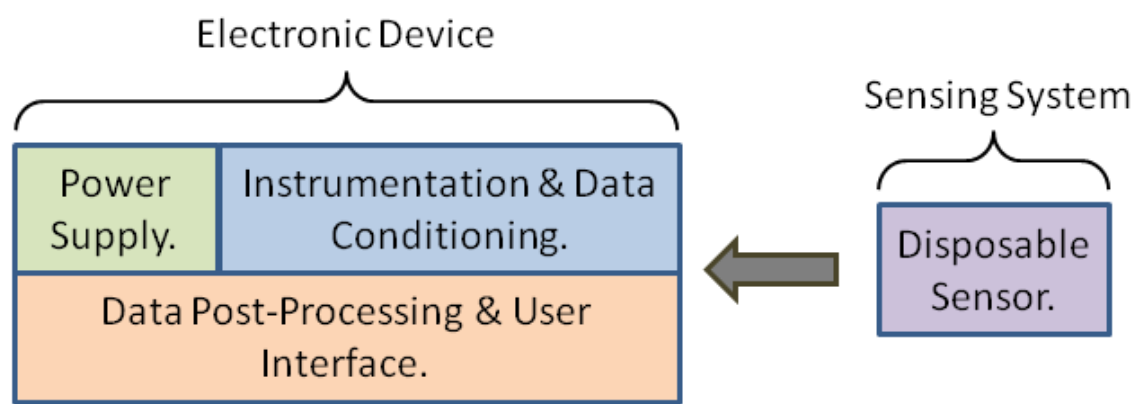 Electronic Device
Sensing System
Power
Supply.
Instrumentation & Data
Conditioning.
Disposable
Sensor.
Data Post-Processing & User
Interface.